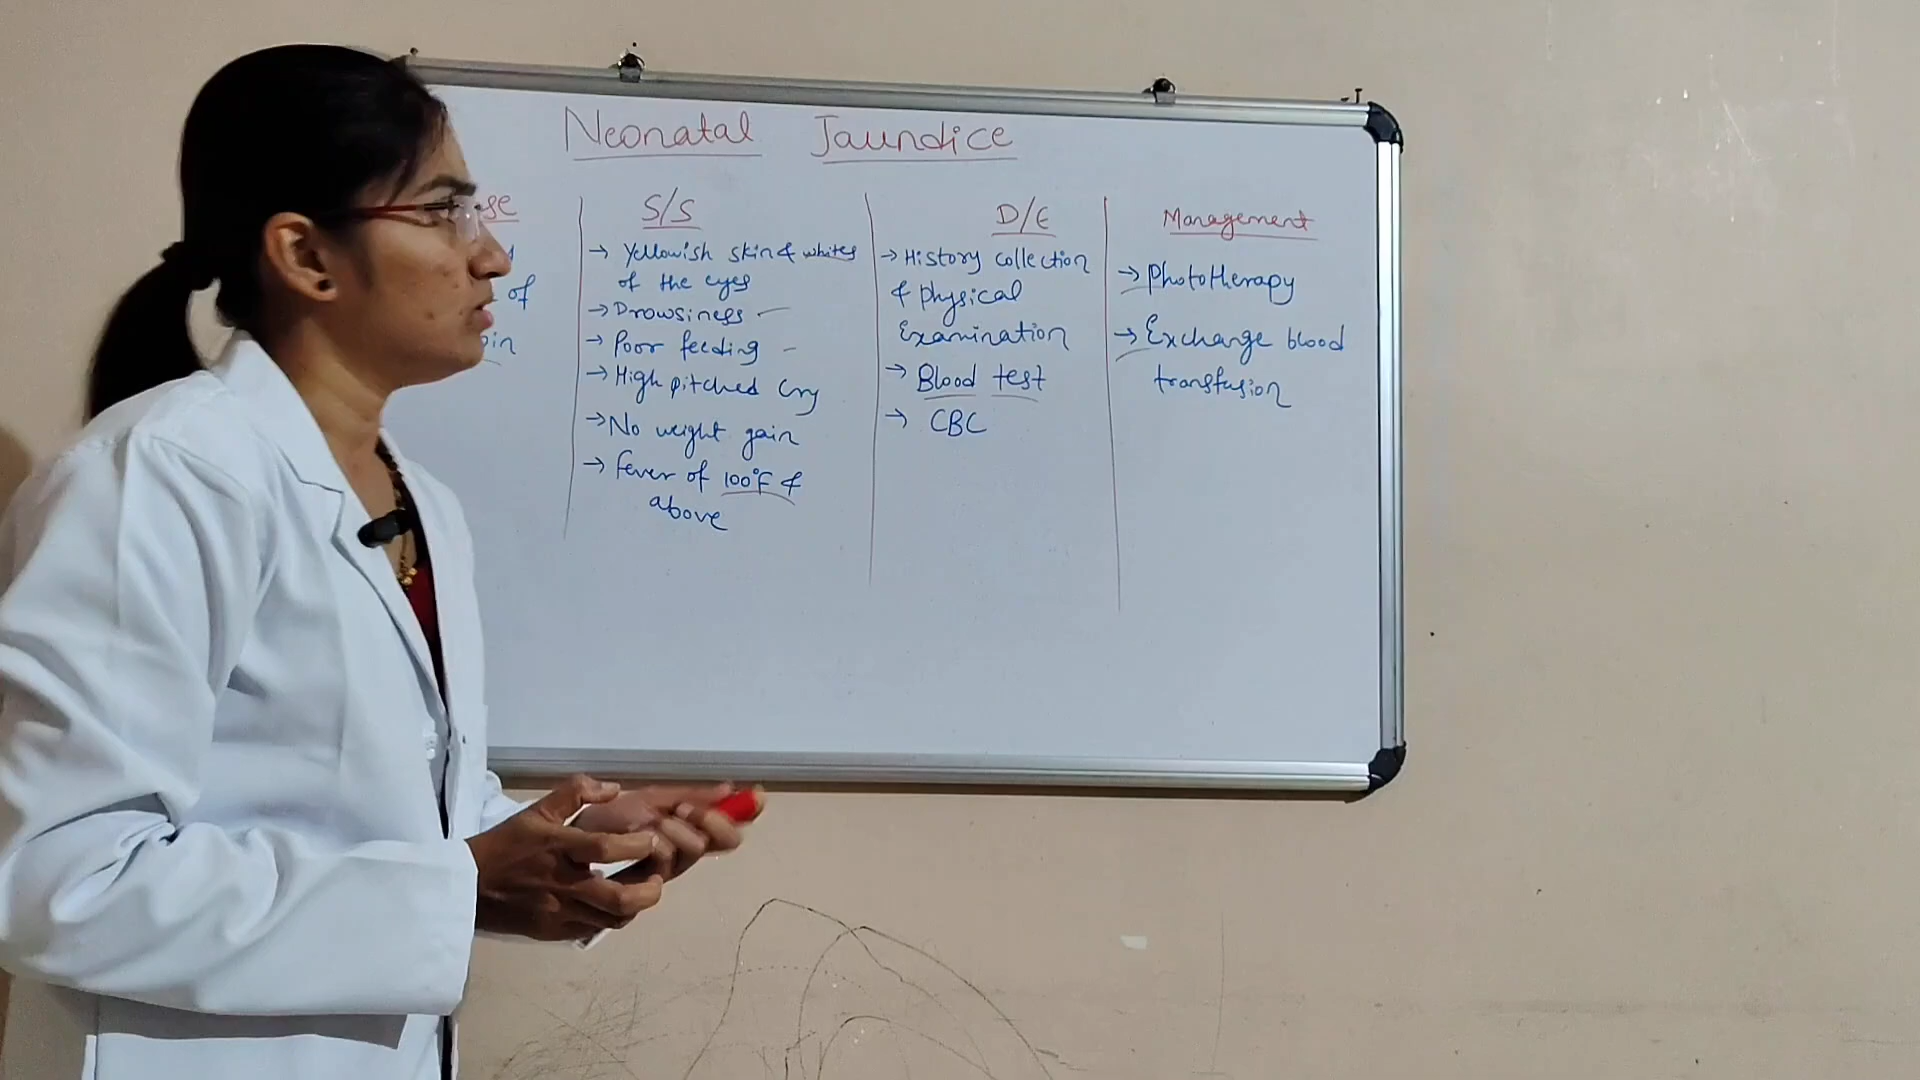 Neonatal Jaundice
of
S/S
→ Yellowish skin & whites
of the eyes
→ Drowsiness
→ Poor feeding
→ High pitched cry
→ No weight gain
→ Fever of 100°F &
above
D/E
→ History collection
& Physical
Examination
→ Blood test
→ CBC
Management
→ Phototherapy
→ Exchange blood
transfusion